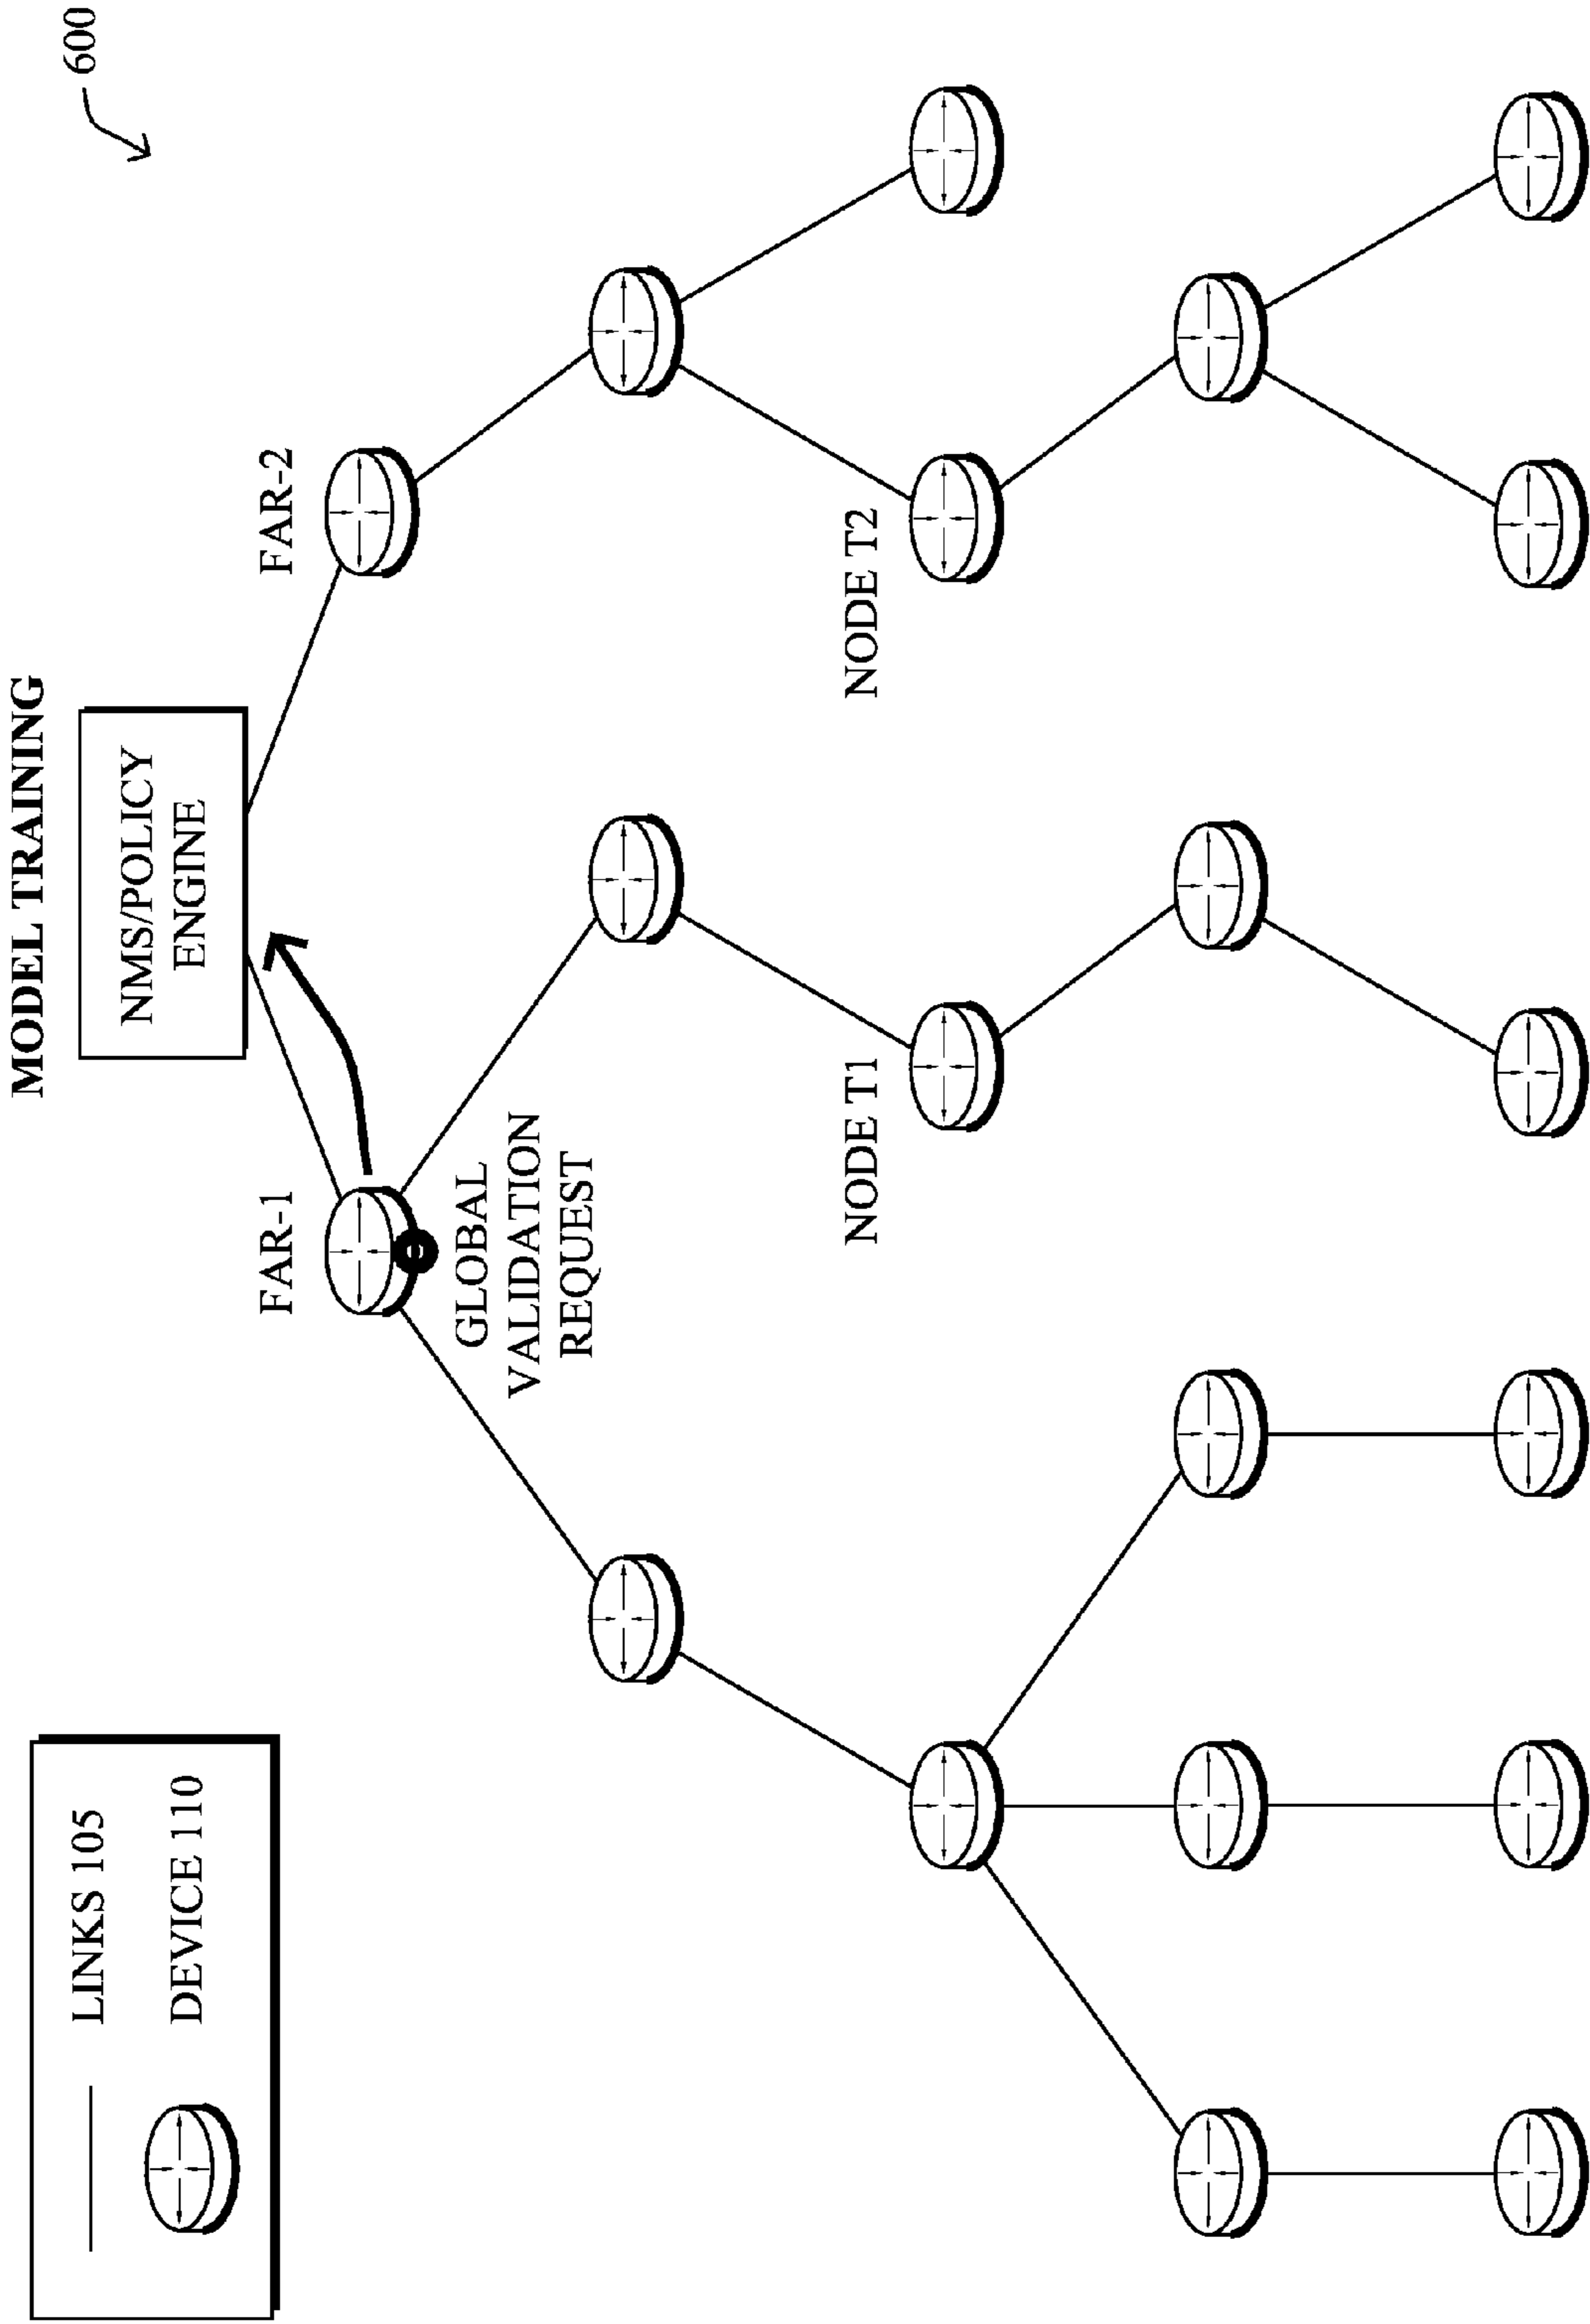 600
MODEL TRAINING
NMS/POLICY
ENGINE
LINKS 105
DEVICE 110
FAR-1
FAR-2
GLOBAL
VALIDATION
REQUEST
NODE T1
NODE T2